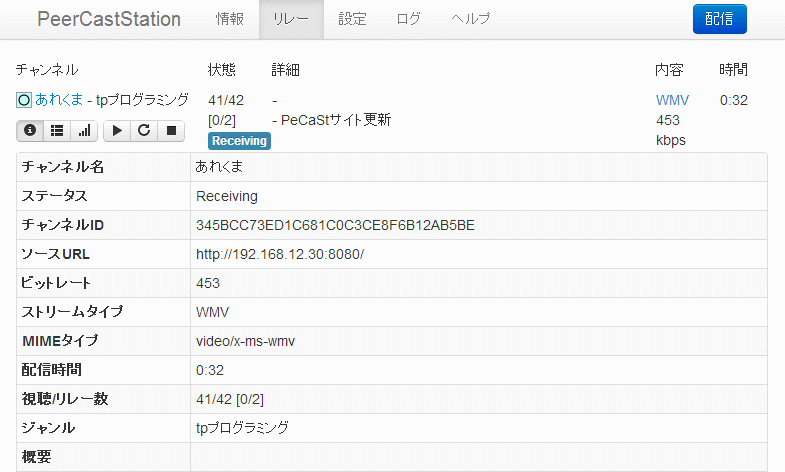 PeerCastStation 情報 リレー 設定 ログ ヘルプ 配信
チャンネル 状態 詳細 内容 時間
あれくま - tpプログラミング 41/42 - WMV 0:32
[0/2] - PeCaStサイト更新 453
Receiving kbps
チャンネル名 あれくま
ステータス Receiving
チャンネルID 345BCC73ED1C681C0C3CE8F6B12AB5BE
ソースURL http://192.168.12.30:8080/
ビットレート 453
ストリームタイプ WMV
MIMEタイプ video/x-ms-wmv
配信時間 0:32
視聴/リレー数 41/42 [0/2]
ジャンル tpプログラミング
概要